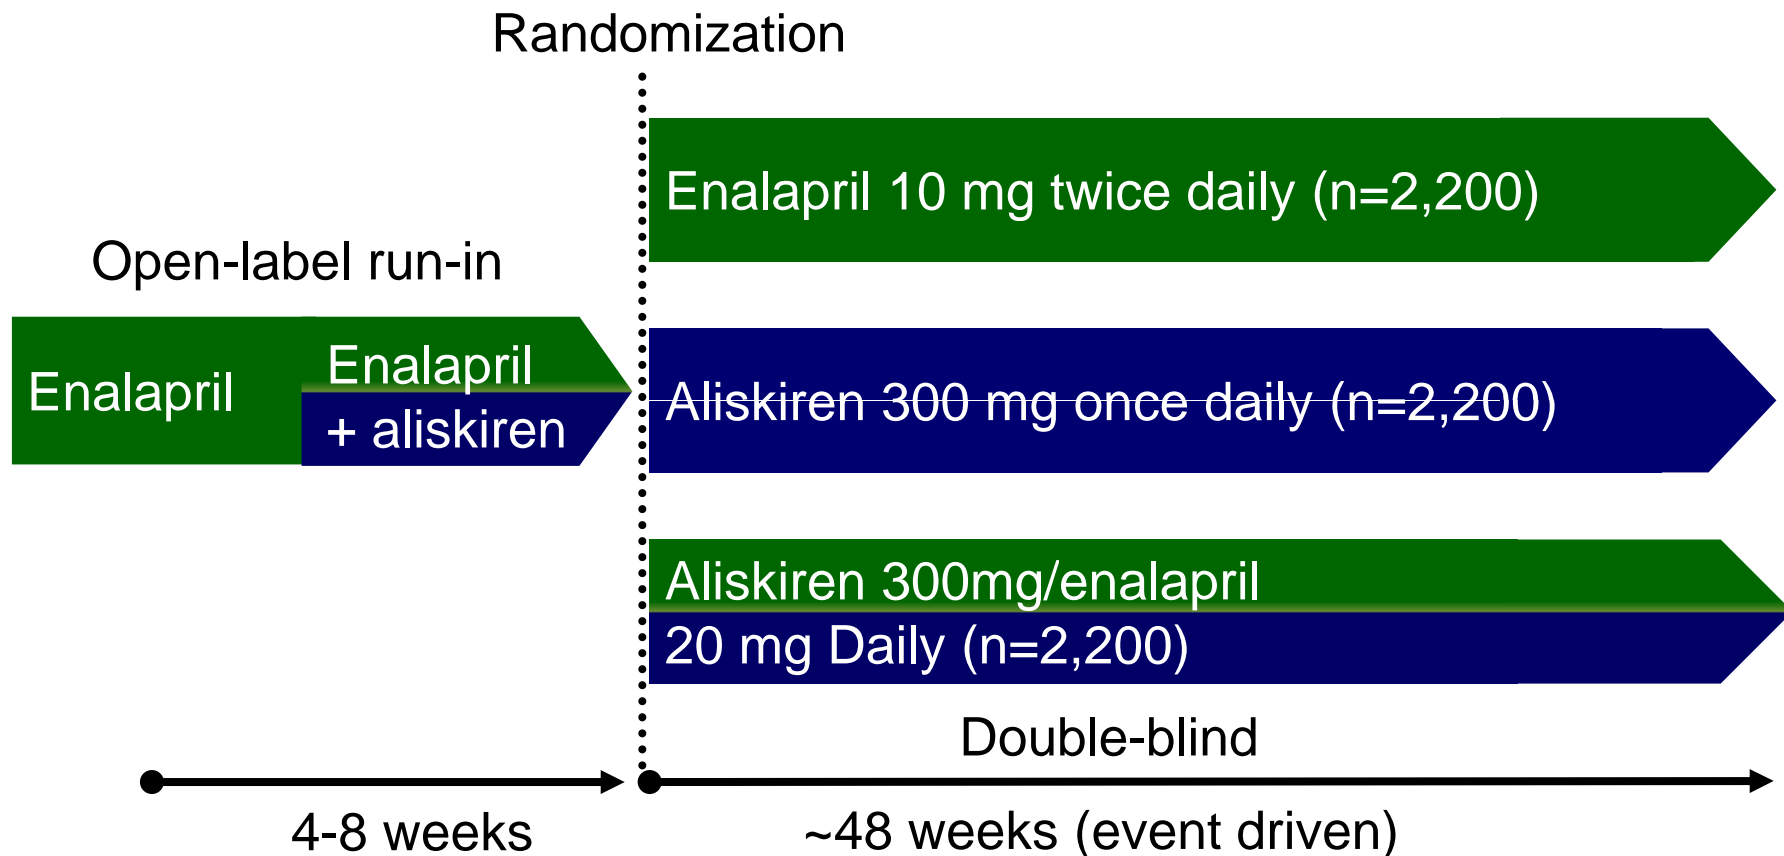 Randomization
Enalapril 10 mg twice daily (n=2,200)
Open-label run-in
Enalapril
Enalapril
+ aliskiren
Aliskiren 300 mg once daily (n=2,200)
Aliskiren 300mg/enalapril
20 mg Daily (n=2,200)
Double-blind
4-8 weeks
~48 weeks (event driven)